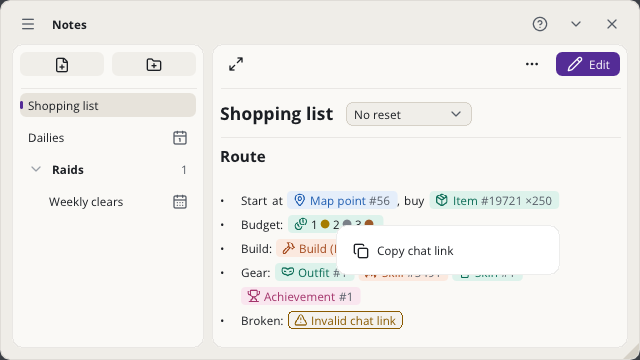 Notes
Edit
Shopping list
Dailies
Raids 1
Weekly clears
Shopping list No reset
Route
• Start at Map point #56 , buy Item #19721 ×250
• Budget: 1 2 3
• Build: Build
Copy chat link
• Gear: Outfit #1
Achievement #1
• Broken: Invalid chat link